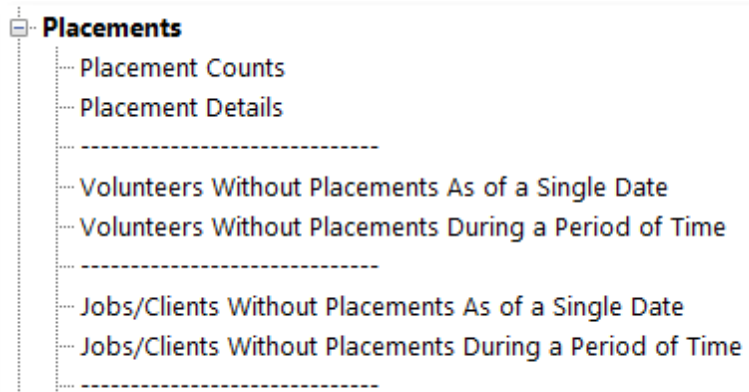 Placements
Placement Counts
Placement Details
------------------------------
Volunteers Without Placements As of a Single Date
Volunteers Without Placements During a Period of Time
------------------------------
Jobs/Clients Without Placements As of a Single Date
Jobs/Clients Without Placements During a Period of Time
------------------------------